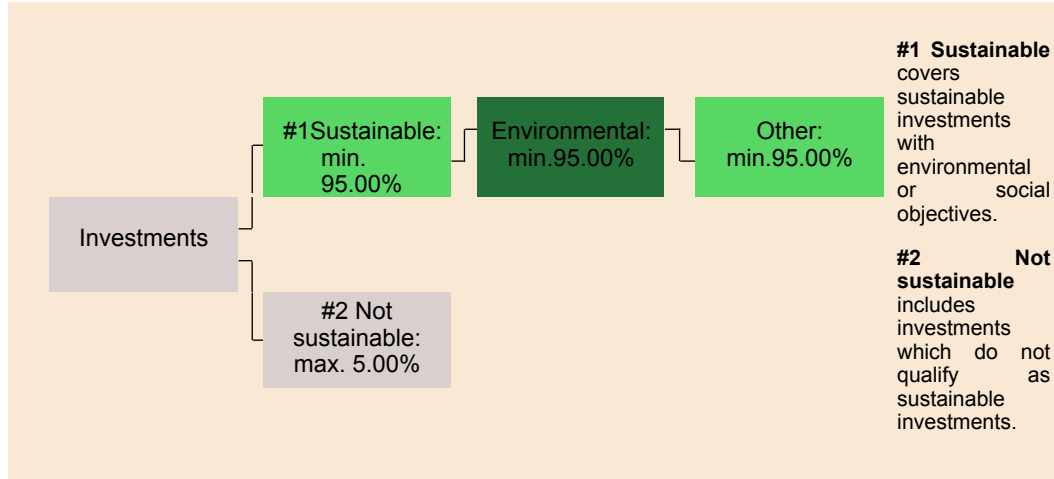 #1Sustainable:
min.
95.00%
Environmental:
min.95.00%
Other:
min.95.00%
Investments
#2 Not
sustainable:
max. 5.00%
#1 Sustainable
covers
sustainable
investments
with
environmental
or social
objectives.
#2 Not
sustainable
includes
investments
which do not
qualify as
sustainable
investments.